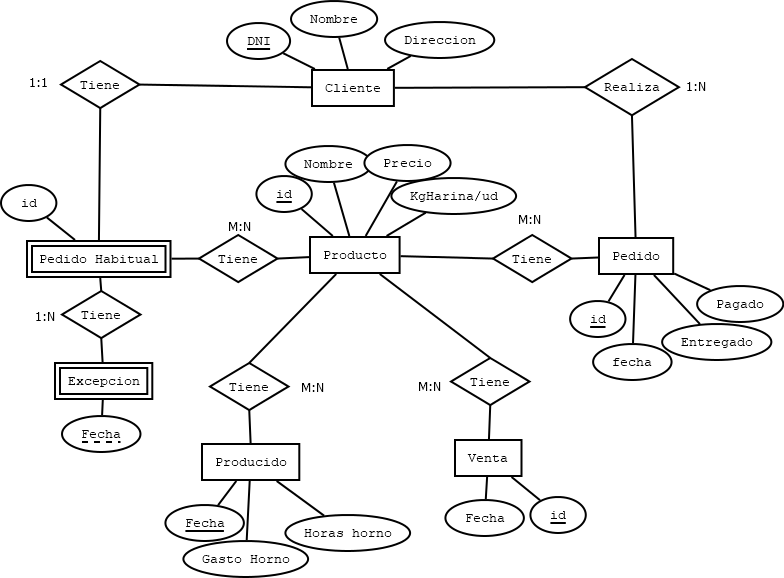 Nombre
DNI
Direccion
1:1
Tiene
Cliente
Realiza
1:N
Nombre
Precio
id
KgHarina/ud
id
M:N
M:N
Pedido Habitual
Tiene
Producto
Tiene
Pedido
1:N
Tiene
id
Pagado
Entregado
fecha
Excepcion
Tiene
M:N
M:N
Tiene
Fecha
Producido
Venta
Fecha
Horas horno
Gasto Horno
Fecha
id